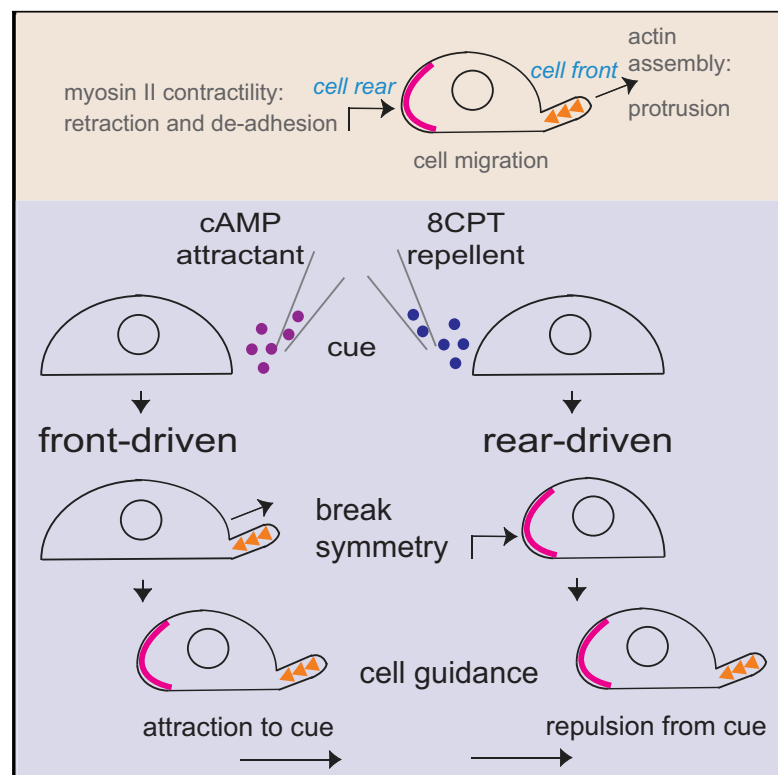 myosin II contractility:
retraction and de-adhesion
cell rear
cell front
actin
assembly:
protrusion
cell migration
cAMP
attractant
8CPT
repellent
cue
front-driven
rear-driven
break
symmetry
cell guidance
attraction to cue
repulsion from cue